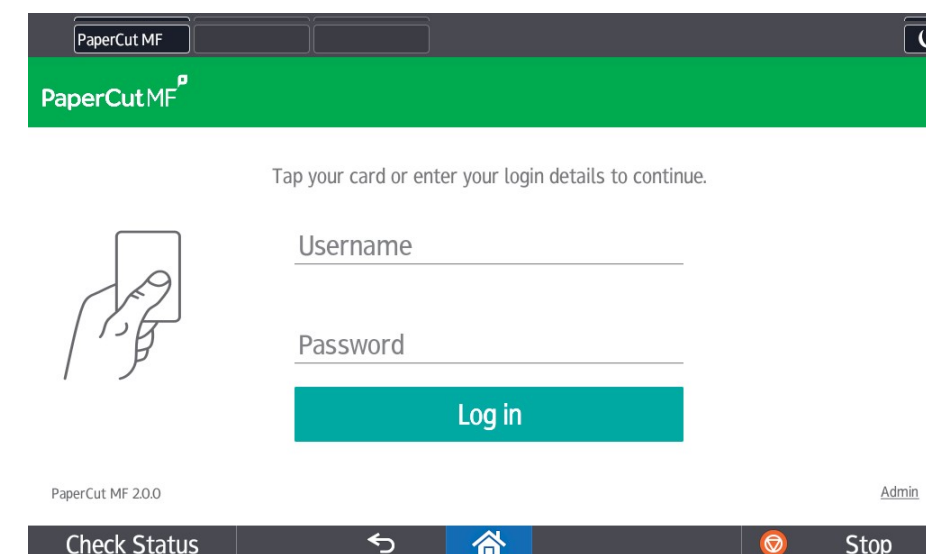 PaperCut MF
PaperCutMF
Tap your card or enter your login details to continue.
Username
Password
Log in
PaperCut MF 2.0.0
Admin
Check Status
Stop